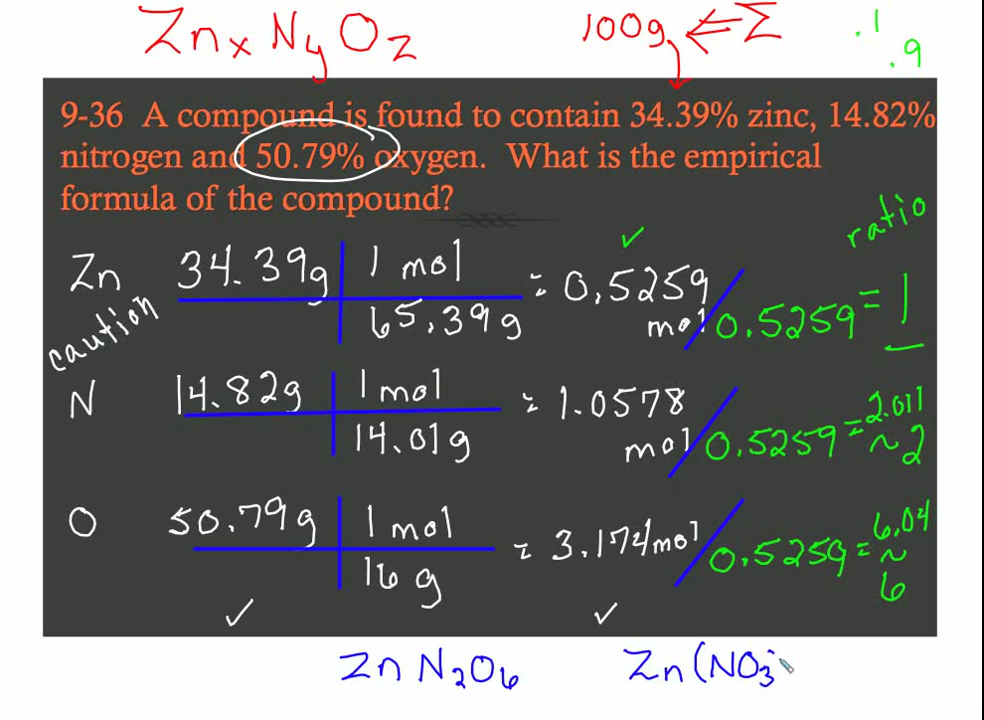 ZnxNyOz 100g ← Σ .1
.9
9-36 A compound is found to contain 34.39% zinc, 14.82%
nitrogen and 50.79% oxygen. What is the empirical
formula of the compound?
ratio
Zn 34.39g 1 mol = 0.5259 mol / 0.5259 = 1
65.39g
caution
N 14.82g 1 mol = 1.0578 mol / 0.5259 = 2.011
14.01g ~2
O 50.79g 1 mol = 3.174mol / 0.5259 = 6.04
16 g ~
6
ZnN₂O₆ Zn(NO₃